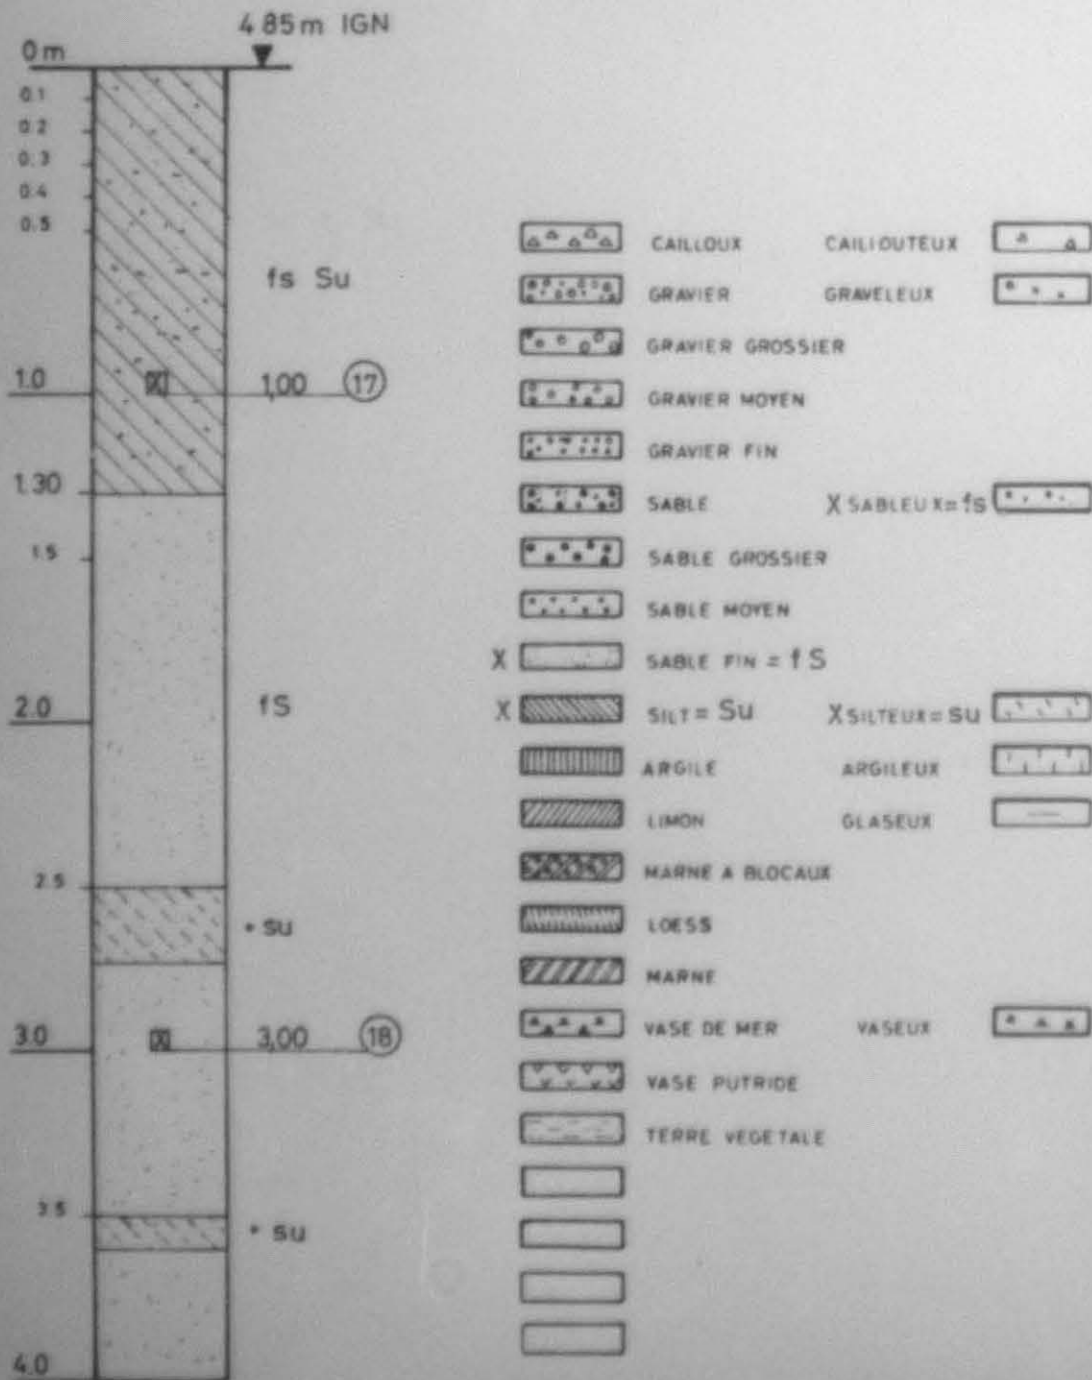 4.85m IGN
0m
0.1
0.2
0.3
0.4
0.5
fs Su
1.0
1,00 17
1.30
1.5
2.0
fS
2.5
• su
3.0
3,00 18
3.5
• su
4.0
CAILLOUX CAILIOUTEUX
GRAVIER GRAVELEUX
GRAVIER GROSSIER
GRAVIER MOYEN
GRAVIER FIN
SABLE X SABLEUX=fs
SABLE GROSSIER
SABLE MOYEN
X SABLE FIN = fS
X SILT = Su X SILTEUX=su
ARGILE ARGILEUX
LIMON GLASEUX
MARNE A BLOCAUX
LOESS
MARNE
VASE DE MER VASEUX
VASE PUTRIDE
TERRE VEGETALE